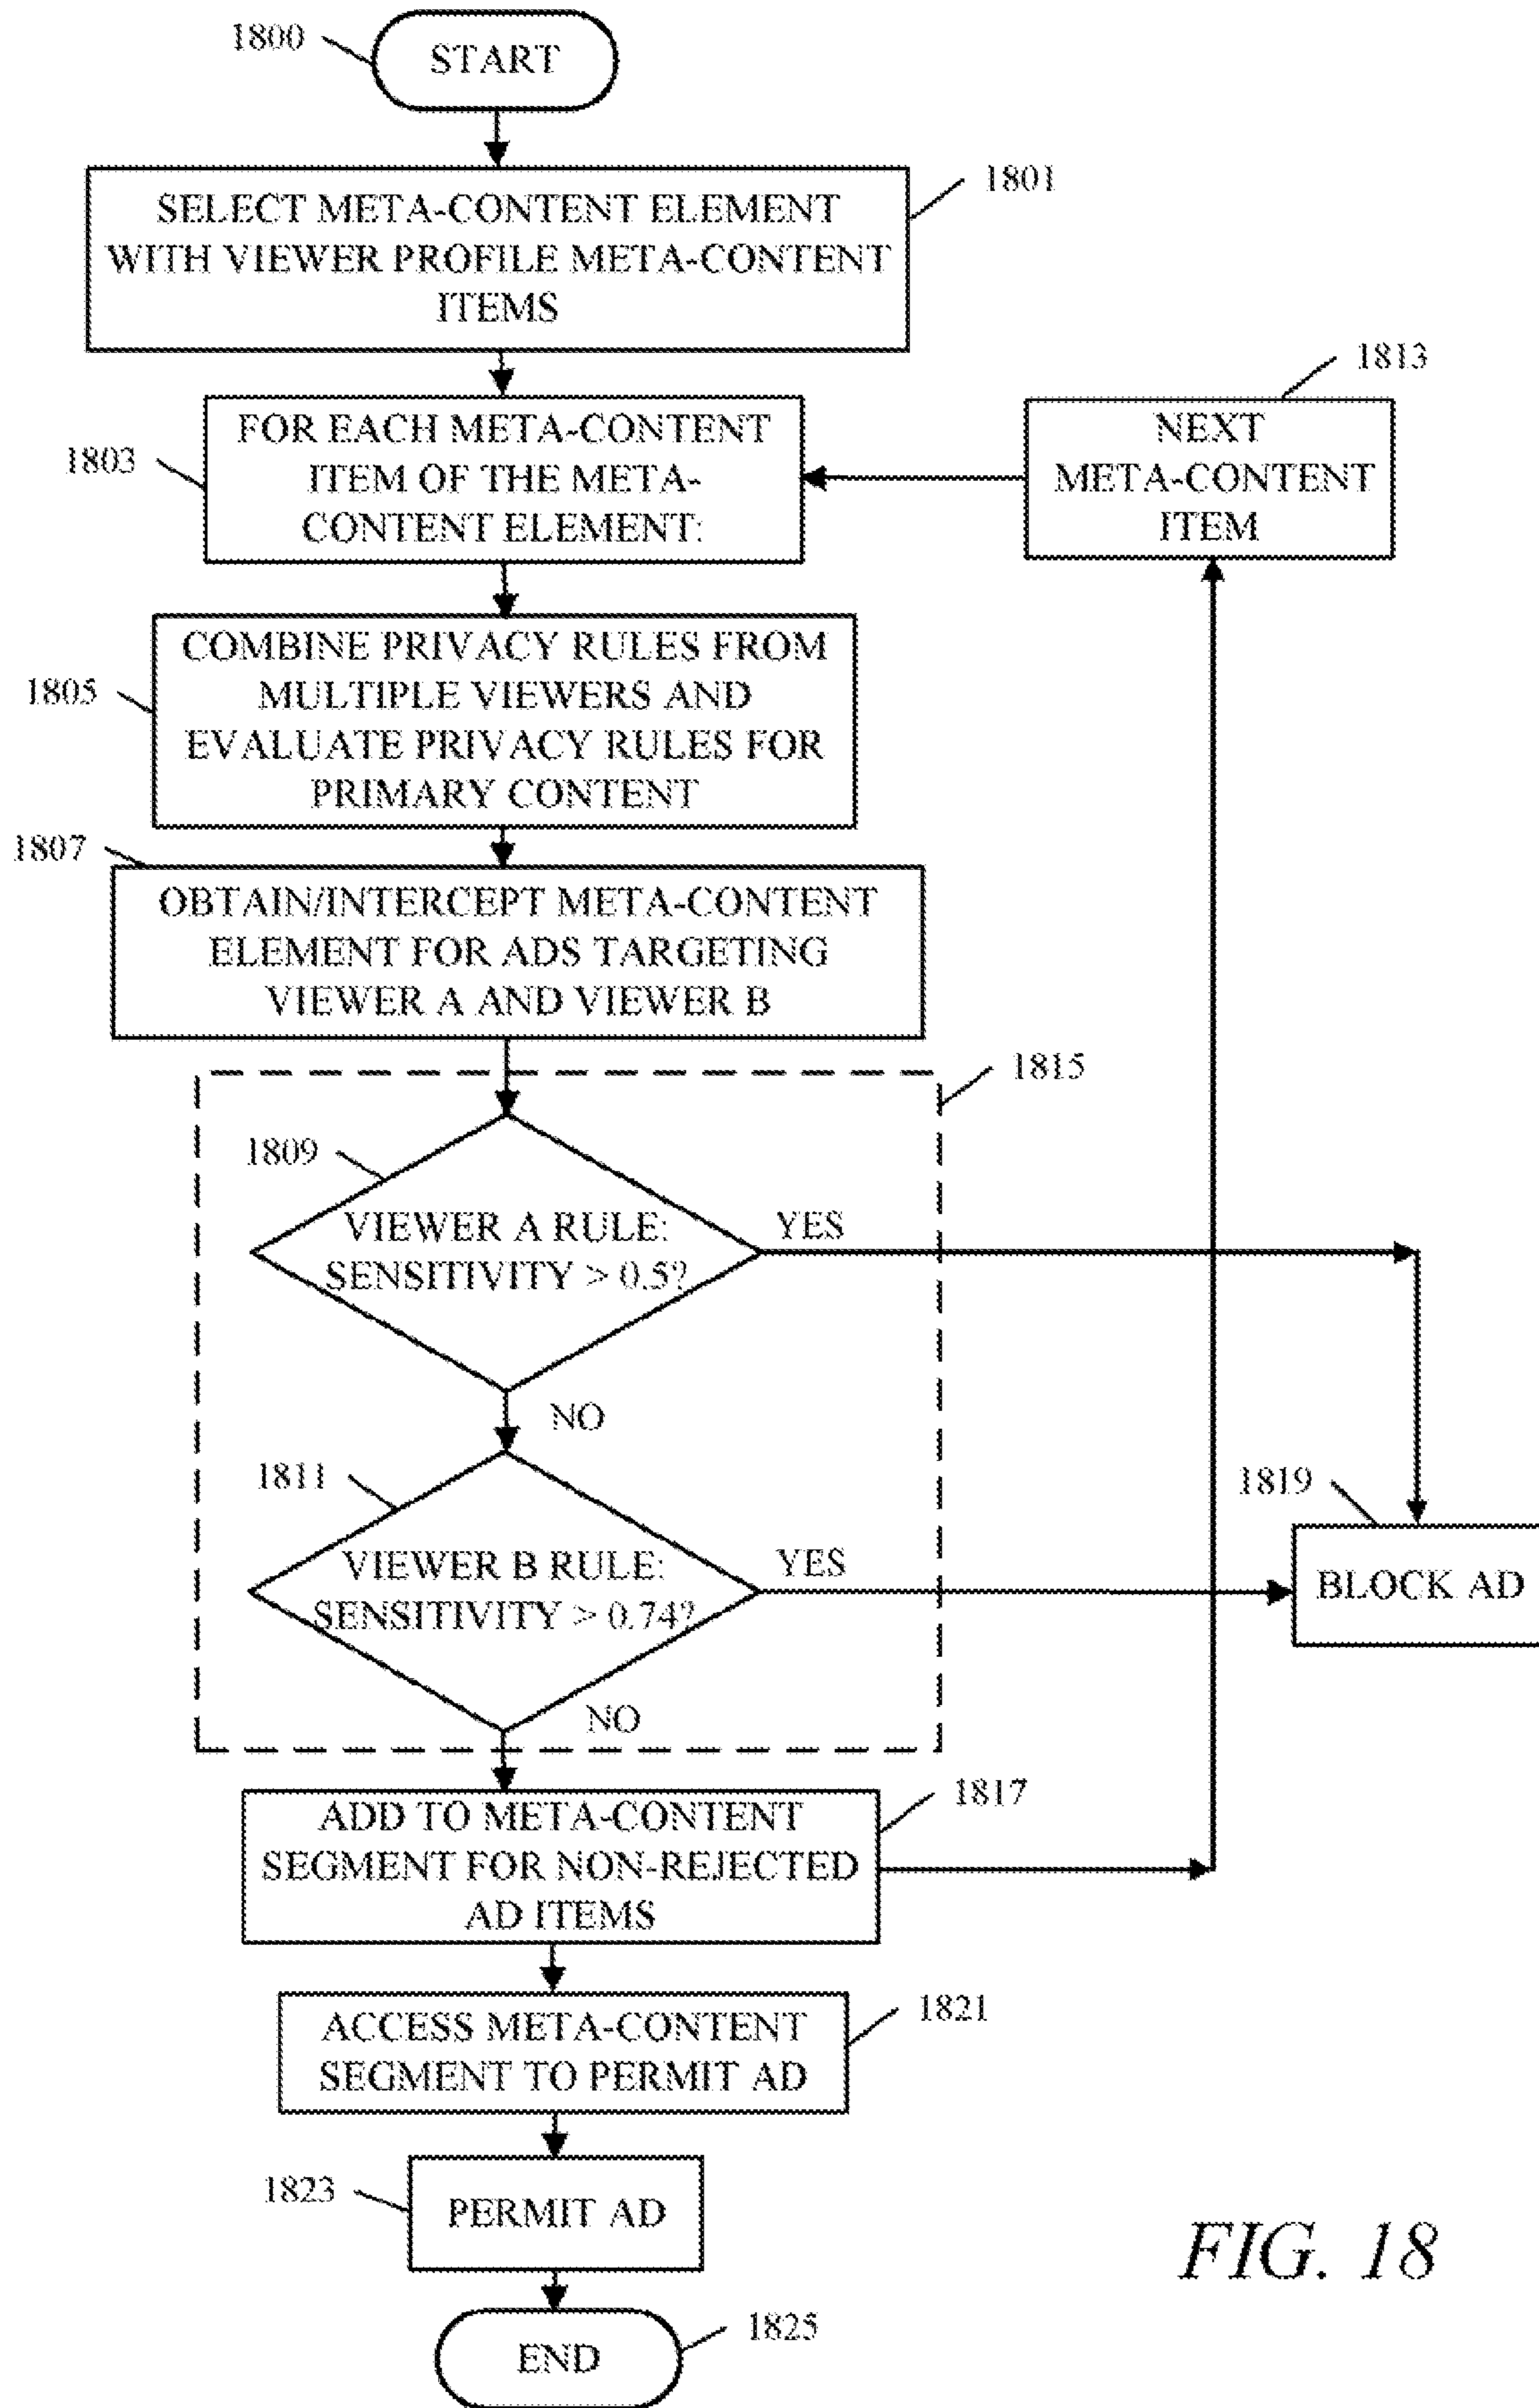 1800
START
1801
SELECT META-CONTENT ELEMENT
WITH VIEWER PROFILE META-CONTENT
ITEMS
1803
FOR EACH META-CONTENT
ITEM OF THE META-
CONTENT ELEMENT:
1813
NEXT
META-CONTENT
ITEM
1805
COMBINE PRIVACY RULES FROM
MULTIPLE VIEWERS AND
EVALUATE PRIVACY RULES FOR
PRIMARY CONTENT
1807
OBTAIN/INTERCEPT META-CONTENT
ELEMENT FOR ADS TARGETING
VIEWER A AND VIEWER B
1815
1809
VIEWER A RULE:
SENSITIVITY > 0.5?
YES
NO
1811
VIEWER B RULE:
SENSITIVITY > 0.74?
YES
NO
1819
BLOCK AD
1817
ADD TO META-CONTENT
SEGMENT FOR NON-REJECTED
AD ITEMS
1821
ACCESS META-CONTENT
SEGMENT TO PERMIT AD
1823
PERMIT AD
1825
END
FIG. 18